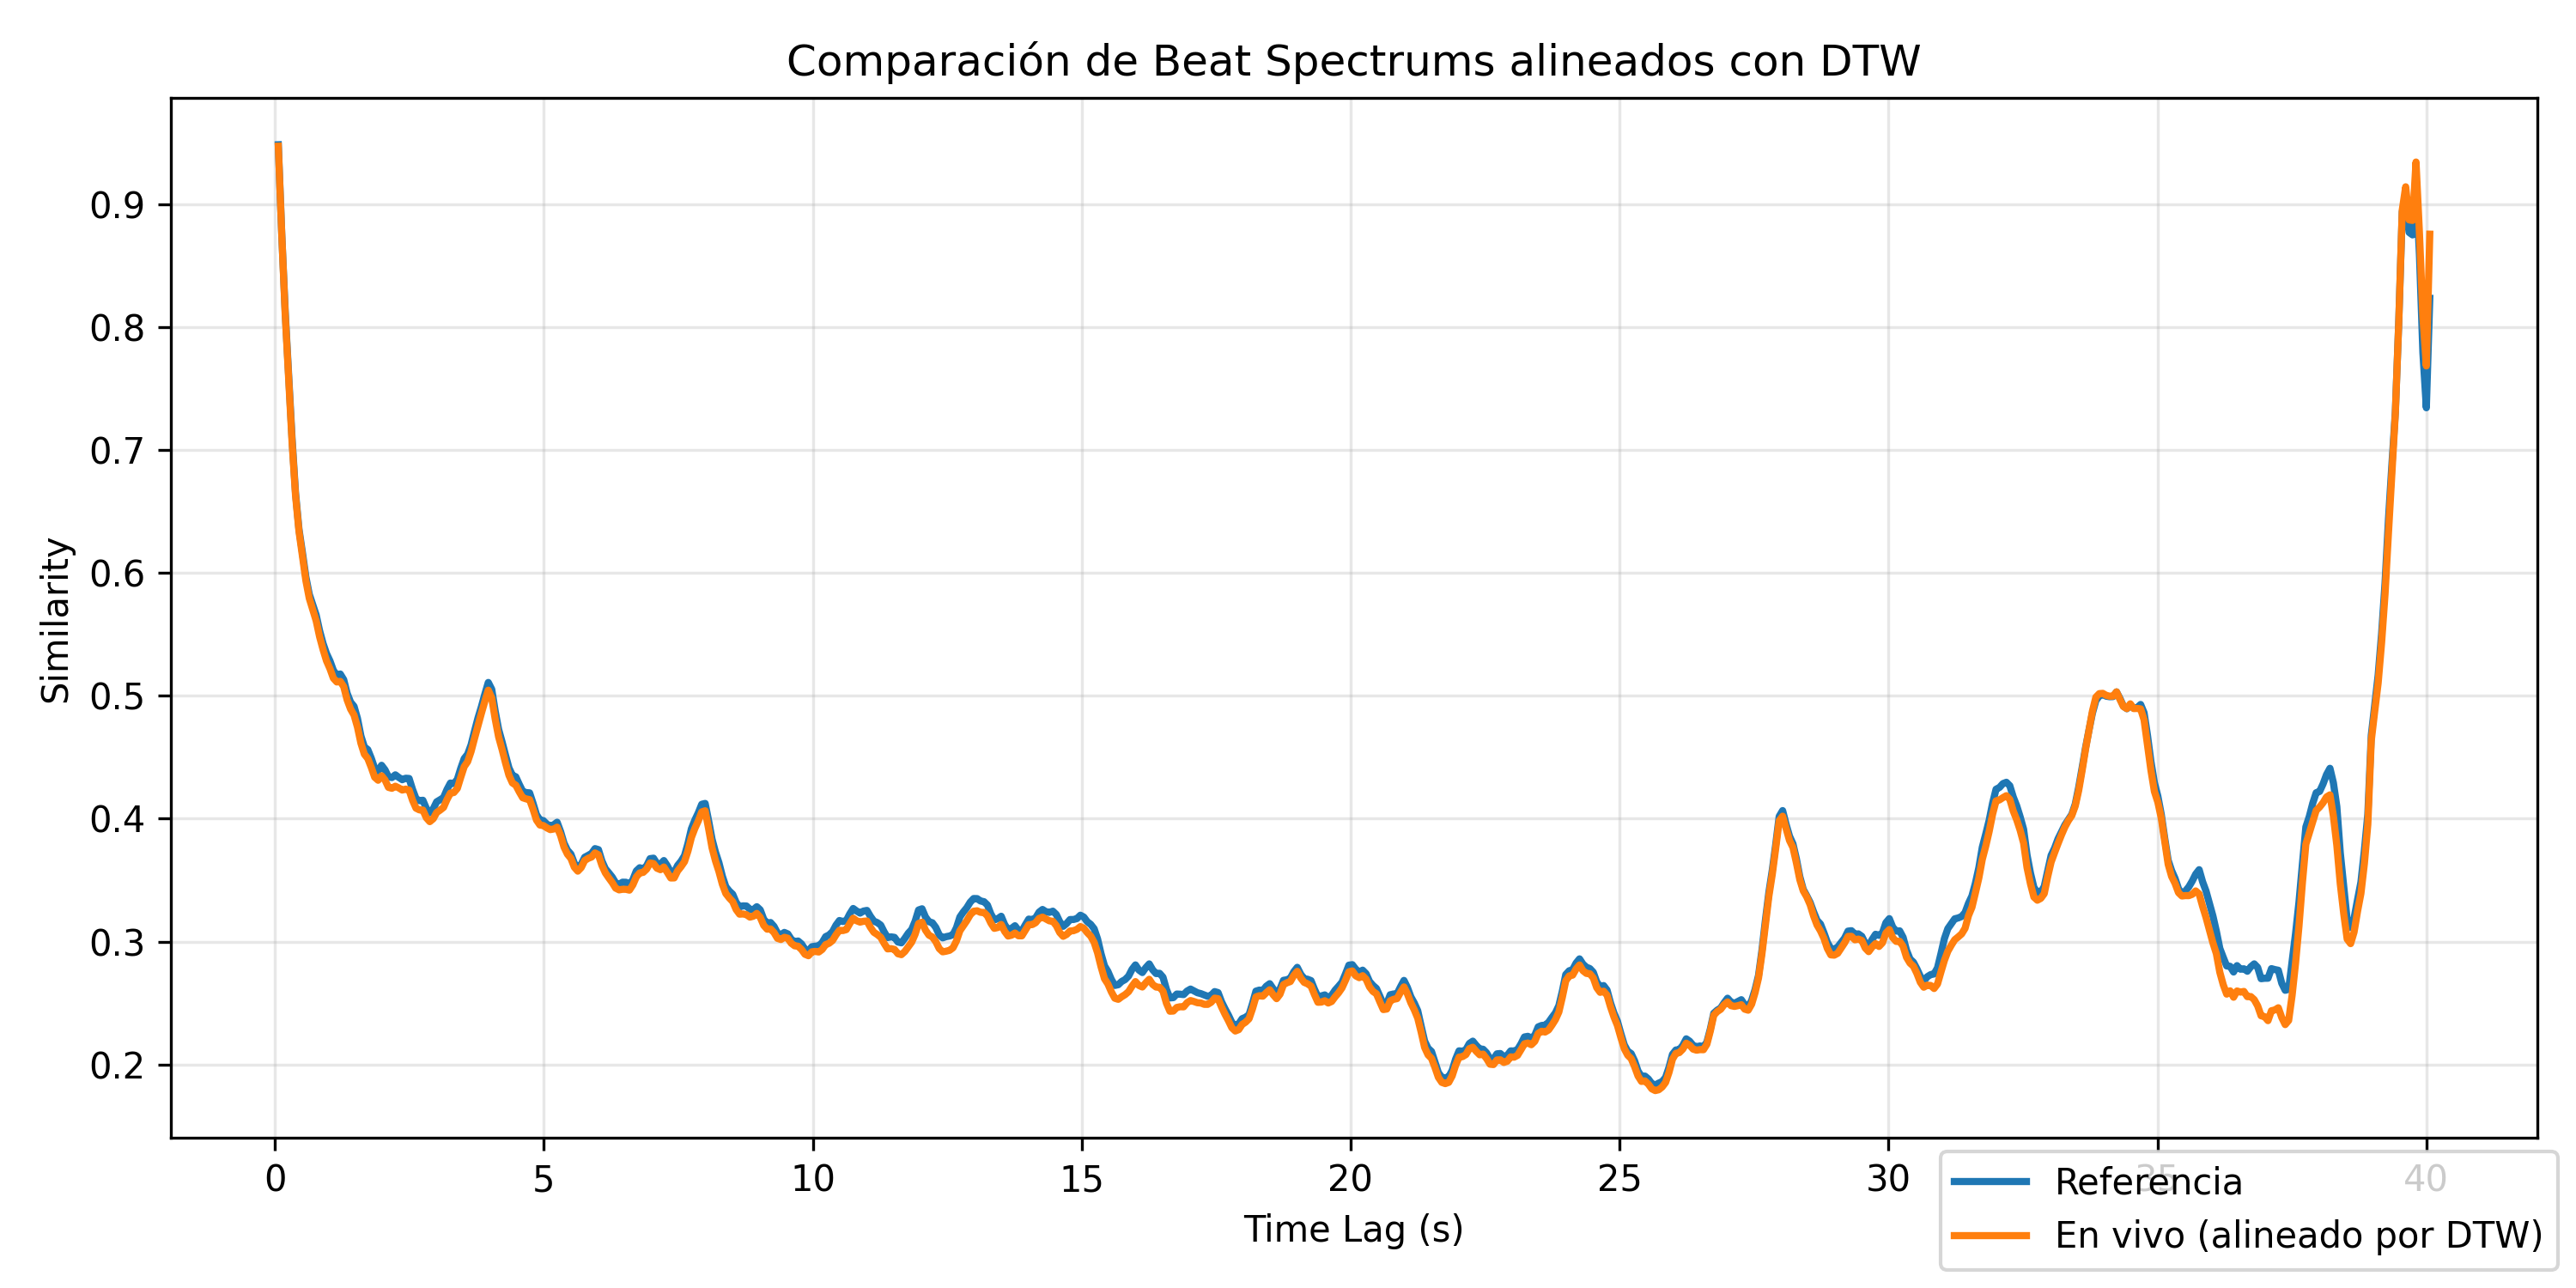 Comparación de Beat Spectrums alineados con DTW
Similarity
0.9
0.8
0.7
0.6
0.5
0.4
0.3
0.2
0 5 10 15 20 25 30 35 40
Time Lag (s)
Referencia
En vivo (alineado por DTW)